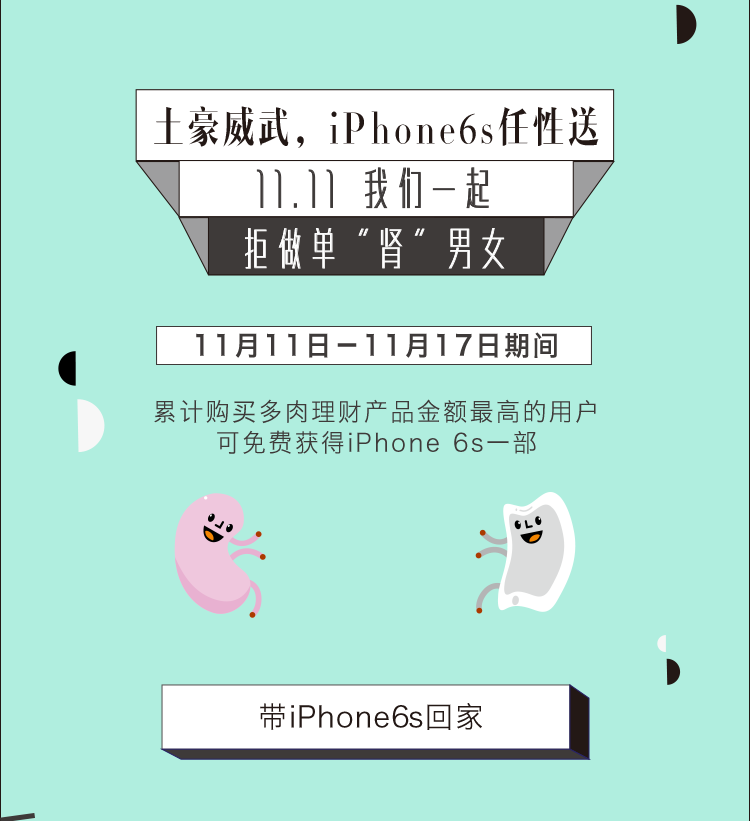 土豪威武，iPhone6s任性送
11.11 我们一起
拒做单“肾”男女
11月11日－11月17日期间
累计购买多肉理财产品金额最高的用户
可免费获得iPhone 6s一部
带iPhone6s回家